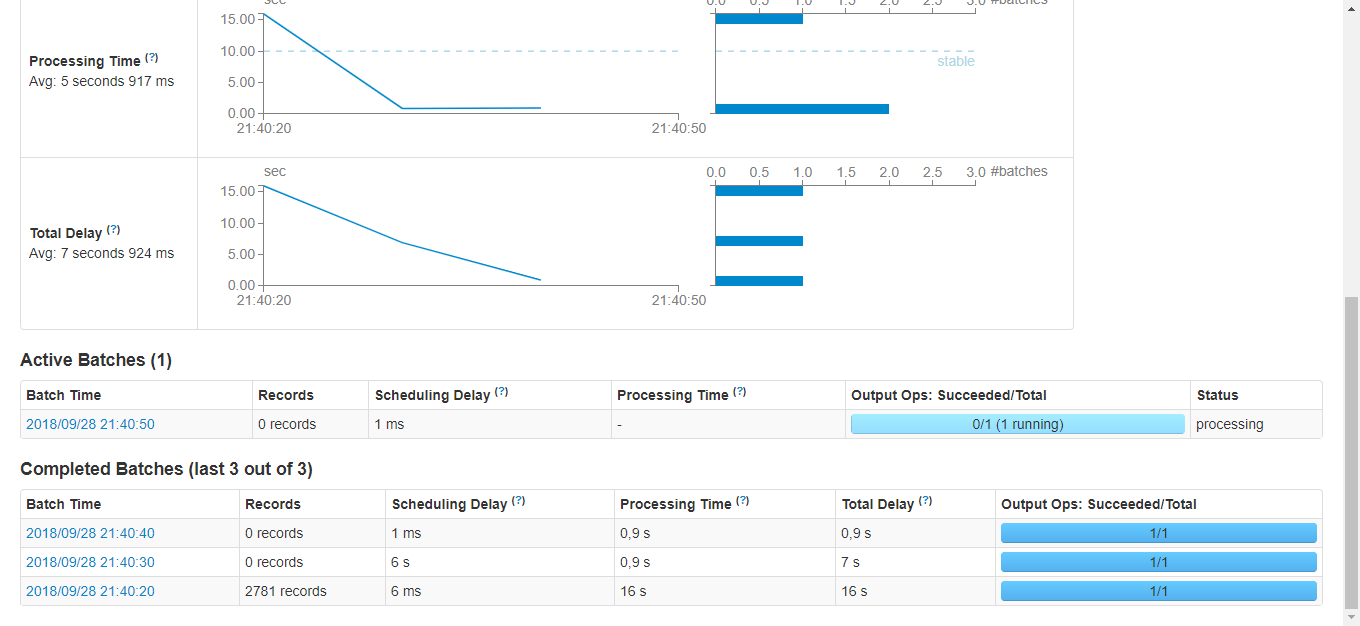 sec
0.0 0.5 1.0 1.5 2.0 2.5 3.0 #batches
15.00
10.00
5.00
0.00
21:40:20 21:40:50
stable
Processing Time (?)
Avg: 5 seconds 917 ms
sec
0.0 0.5 1.0 1.5 2.0 2.5 3.0 #batches
15.00
10.00
5.00
0.00
21:40:20 21:40:50
Total Delay (?)
Avg: 7 seconds 924 ms
Active Batches (1)
Batch Time Records Scheduling Delay (?) Processing Time (?) Output Ops: Succeeded/Total Status
2018/09/28 21:40:50 0 records 1 ms - 0/1 (1 running) processing
Completed Batches (last 3 out of 3)
Batch Time Records Scheduling Delay (?) Processing Time (?) Total Delay (?) Output Ops: Succeeded/Total
2018/09/28 21:40:40 0 records 1 ms 0,9 s 0,9 s 1/1
2018/09/28 21:40:30 0 records 6 s 0,9 s 7 s 1/1
2018/09/28 21:40:20 2781 records 6 ms 16 s 16 s 1/1